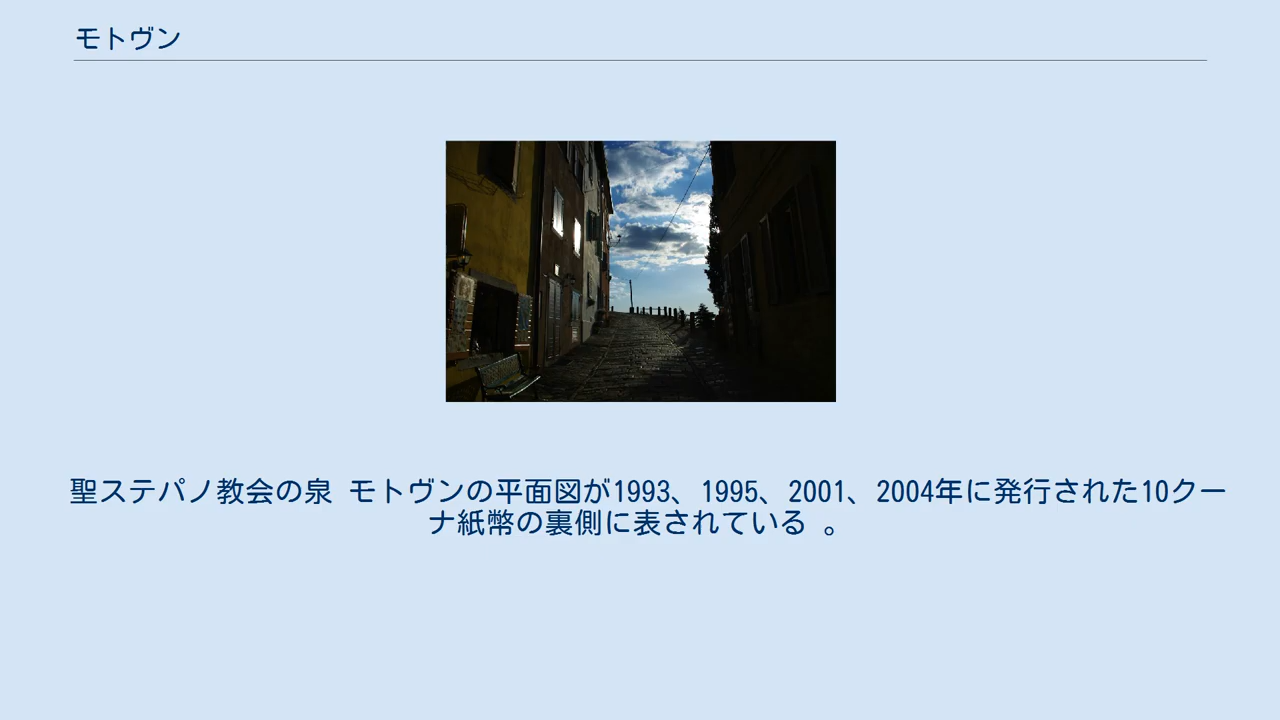 モトヴン
聖ステパノ教会の泉 モトヴンの平面図が1993、1995、2001、2004年に発行された10クー
ナ紙幣の裏側に表されている 。